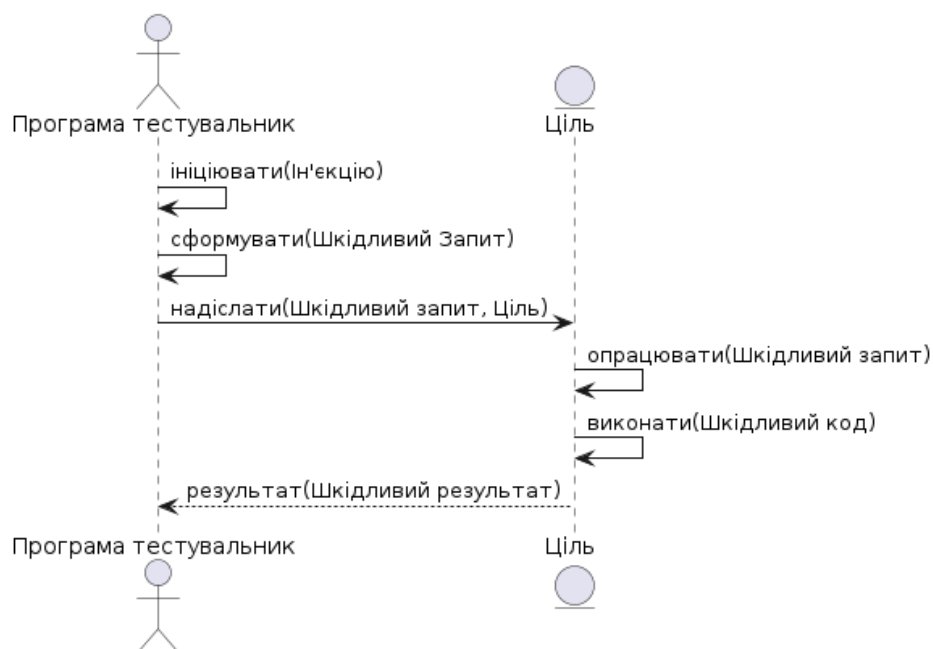 Програма тестувальник
Ціль
ініціювати(Ін'єкцію)
сформувати(Шкідливий Запит)
надіслати(Шкідливий запит, Ціль)
опрацювати(Шкідливий запит)
виконати(Шкідливий код)
результат(Шкідливий результат)
Програма тестувальник
Ціль